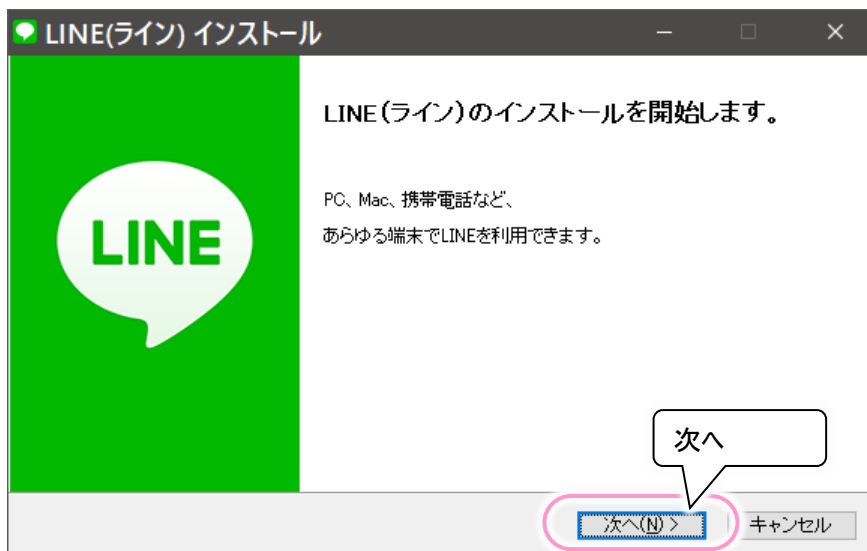 LINE(ライン) インストール
LINE(ライン)のインストールを開始します。
LINE
PC、Mac、携帯電話など、
あらゆる端末でLINEを利用できます。
次へ
次へ(N) >
キャンセル